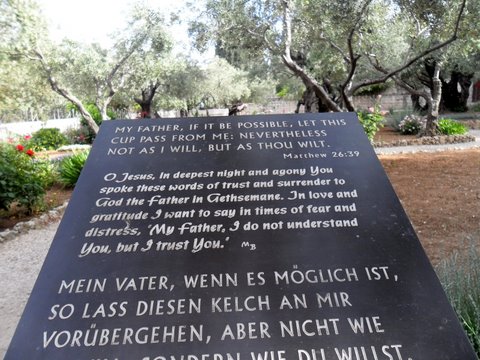 MY FATHER, IF IT BE POSSIBLE, LET THIS
CUP PASS FROM ME: NEVERTHELESS
NOT AS I WILL, BUT AS THOU WILT.
Matthew 26:39
O Jesus, in deepest night and agony You
spoke these words of trust and surrender to
God the Father in Gethsemane. In love and
gratitude I want to say in times of fear and
distress, "My Father, I do not understand
You, but I trust You."
MB
MEIN VATER, WENN ES MÖGLICH IST,
SO LASS DIESEN KELCH AN MIR
VORÜBERGEHEN, ABER NICHT WIE
SONDERN WIE DU WILLST.